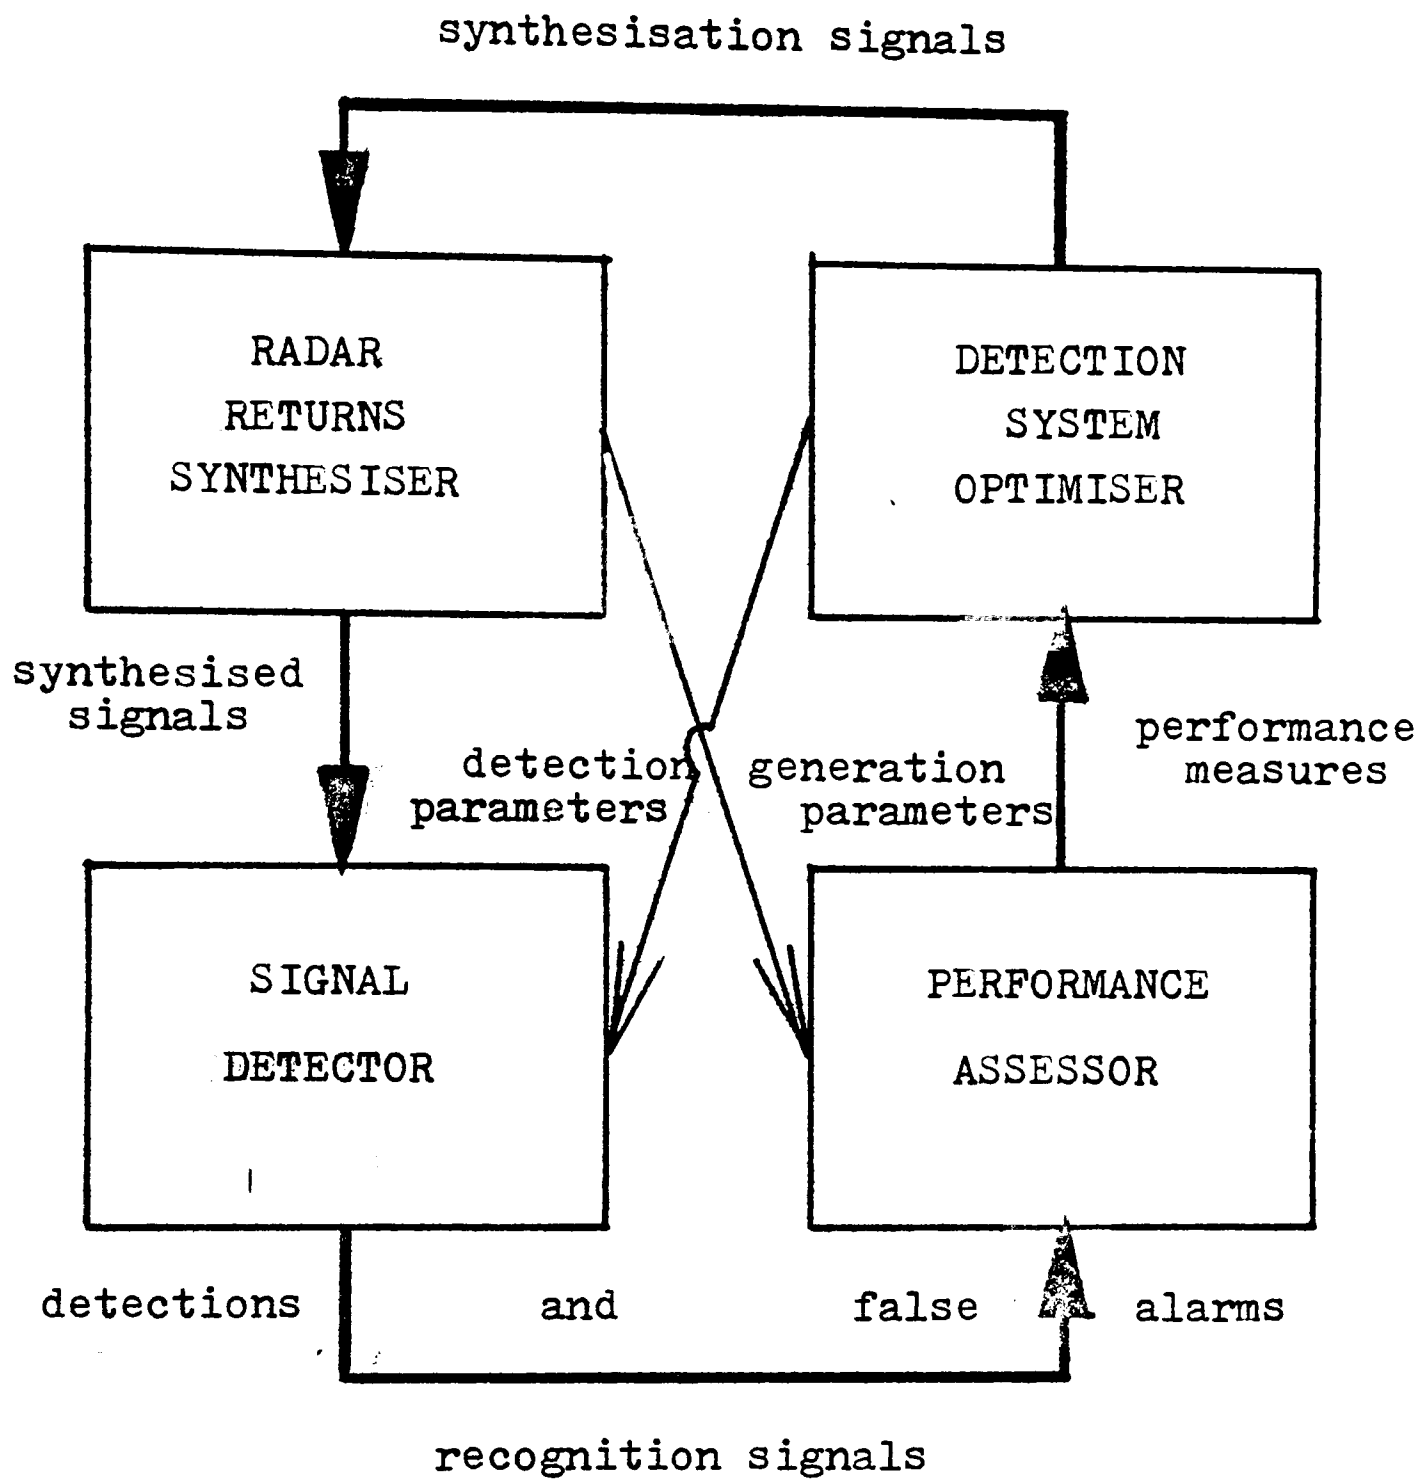 synthesisation signals
RADAR
RETURNS
SYNTHESISER
DETECTION
SYSTEM
OPTIMISER
synthesised
signals
detection
parameters
generation
parameters
performance
measures
SIGNAL
DETECTOR
PERFORMANCE
ASSESSOR
detections and false alarms
recognition signals